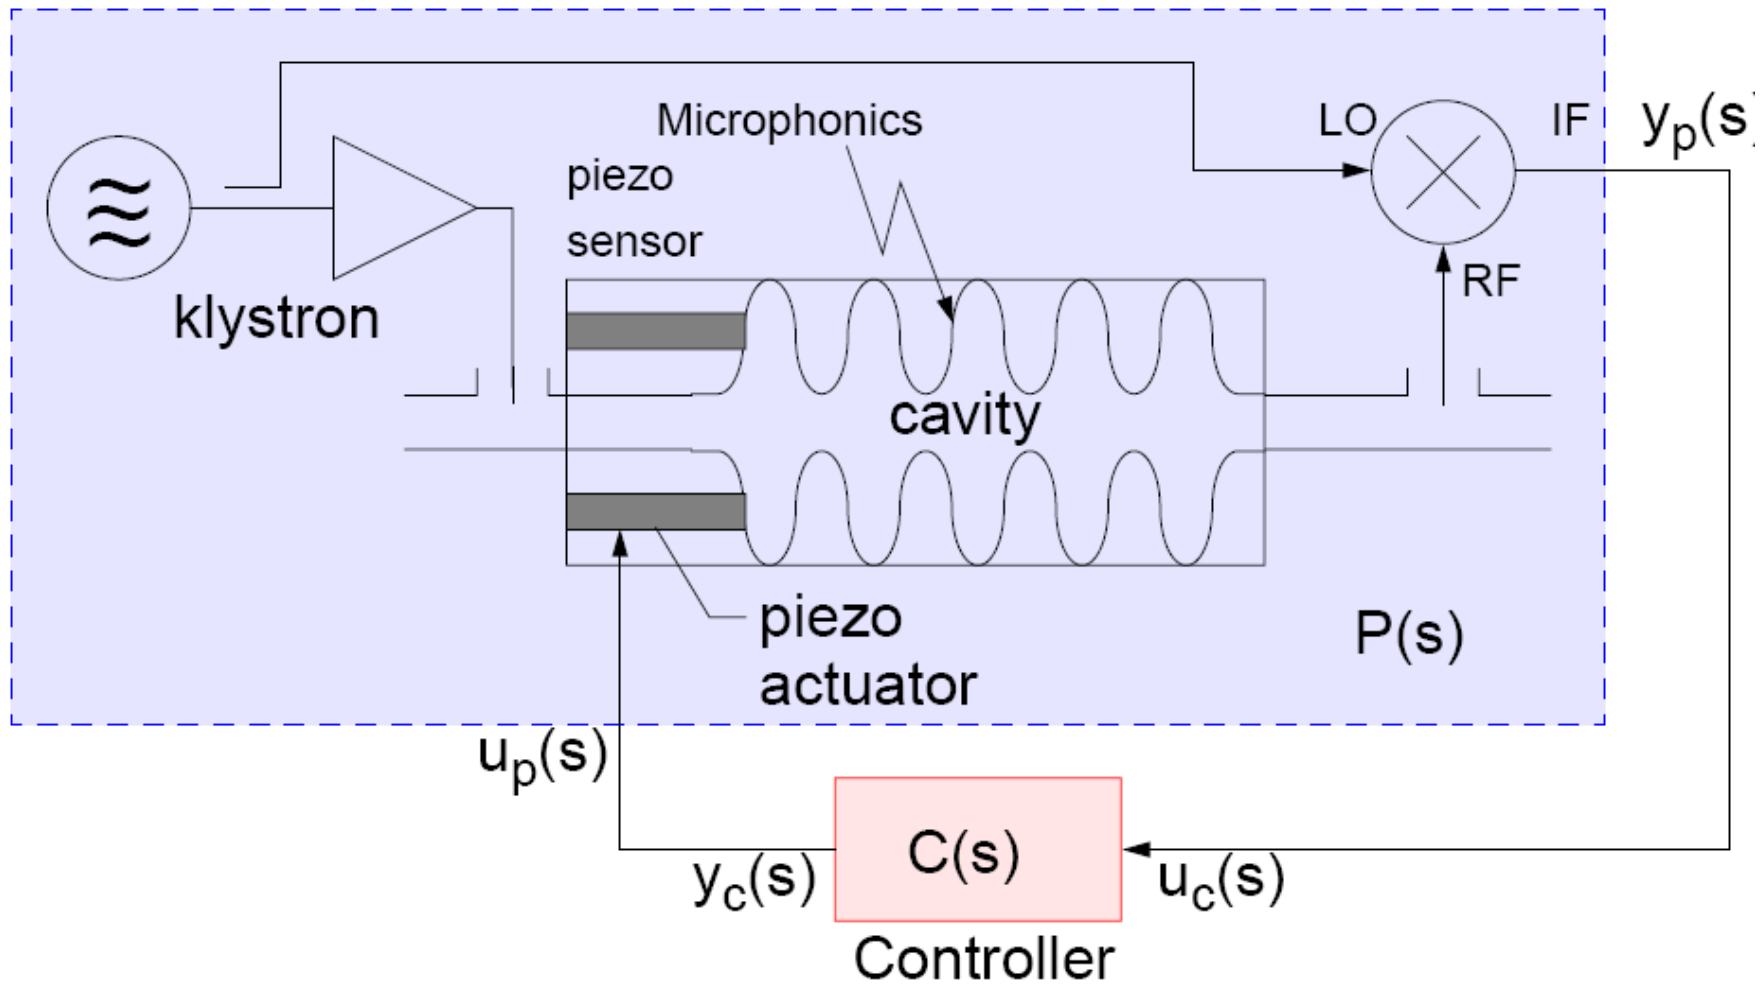 Microphonics
LO
IF
yp(s)
piezo
sensor
RF
klystron
cavity
piezo
actuator
P(s)
up(s)
yc(s)
C(s)
uc(s)
Controller